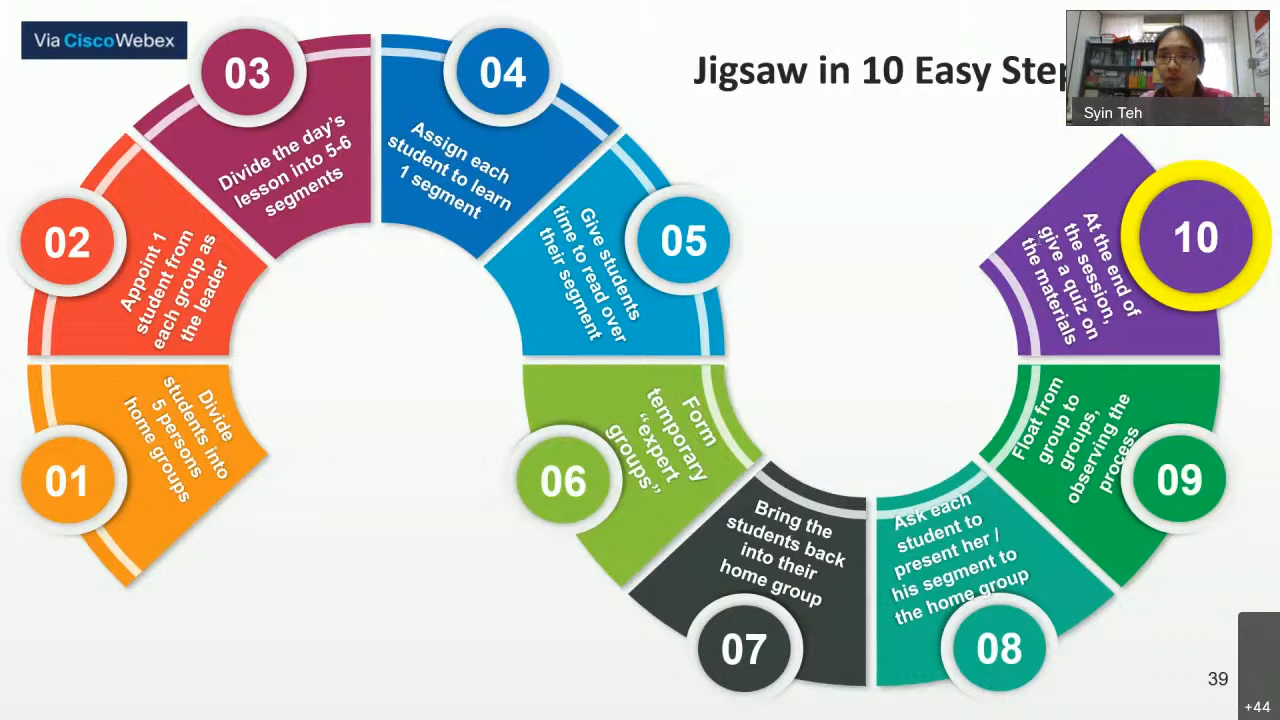 Via CiscoWebex
Jigsaw in 10 Easy Step
Syin Teh
01
Divide
students into
5 persons
home groups
02
Appoint 1
student from
each group as
the leader
03
Divide the day's
lesson into 5-6
segments
04
Assign each
student to learn
1 segment
05
Give students
time to read over
their segment
06
Form
temporary
“expert
groups”
07
Bring the
students back
into their
home group
08
Ask each
student to
present her /
his segment to
the home group
09
Float from
group to
groups,
observing the
process
10
At the end of
the session,
give a quiz on
the materials
39
+44